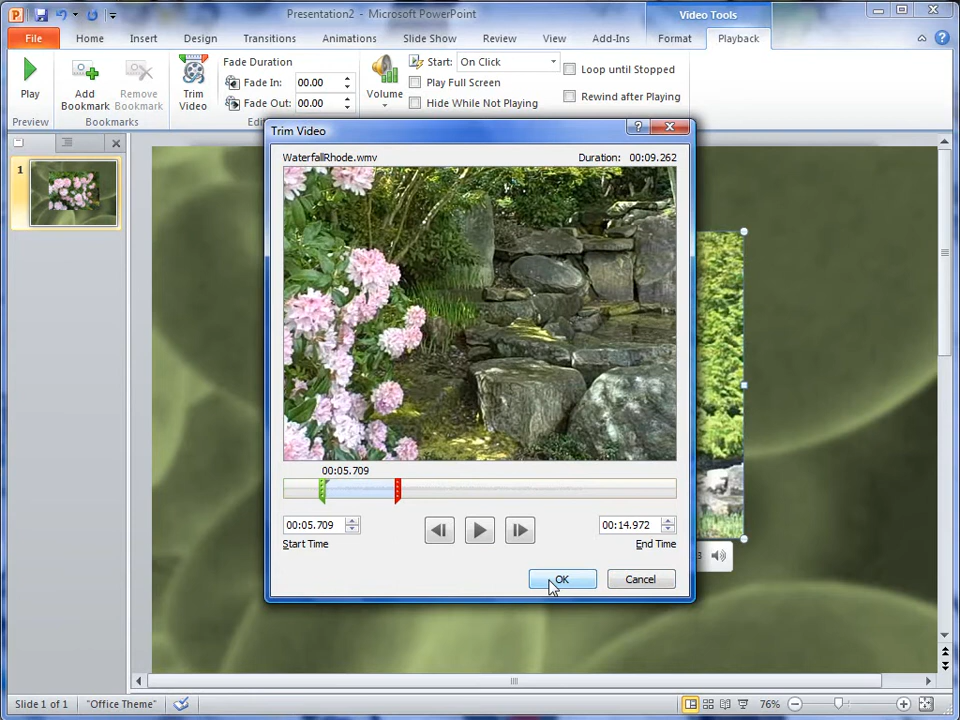 Presentation2 - Microsoft PowerPoint
Video Tools
File Home Insert Design Transitions Animations Slide Show Review View Add-Ins Format Playback
Play
Preview
Add Bookmark
Remove Bookmark
Bookmarks
Trim Video
Fade Duration
Fade In: 00.00
Fade Out: 00.00
Volume
Start: On Click
Play Full Screen
Hide While Not Playing
Loop until Stopped
Rewind after Playing
1
Trim Video
WaterfallRhode.wmv Duration: 00:09.262
00:05.709
00:05.709
Start Time
00:14.972
End Time
OK Cancel
Slide 1 of 1 "Office Theme" 76%